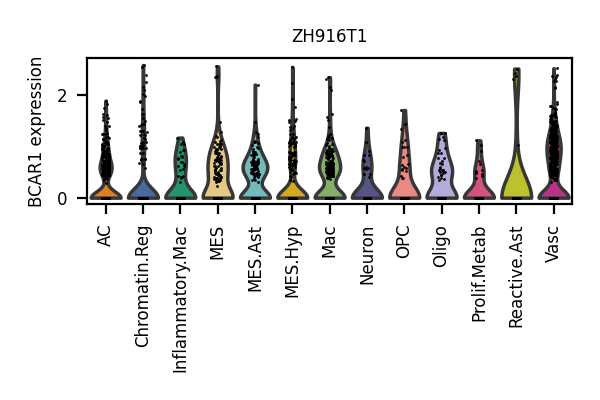 ZH916T1
BCAR1 expression
2
0
AC
Chromatin.Reg
Inflammatory.Mac
MES
MES.Ast
MES.Hyp
Mac
Neuron
OPC
Oligo
Prolif.Metab
Reactive.Ast
Vasc